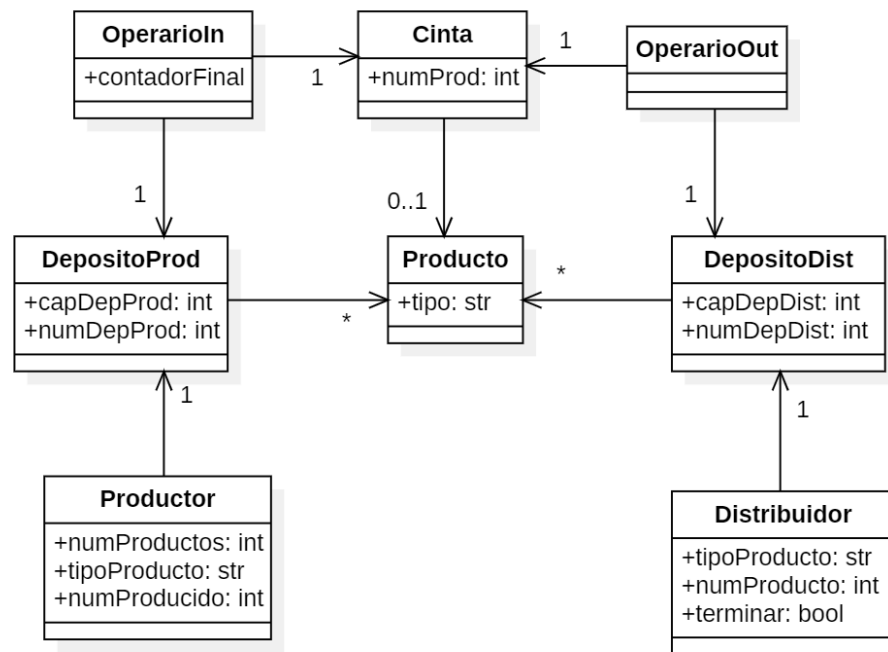 OperarioIn
+contadorFinal
1
Cinta
+numProd: int
1
OperarioOut
1
0..1
1
DepositoProd
+capDepProd: int
+numDepProd: int
*
Producto
+tipo: str
*
DepositoDist
+capDepDist: int
+numDepDist: int
1
1
Productor
+numProductos: int
+tipoProducto: str
+numProducido: int
Distribuidor
+tipoProducto: str
+numProducto: int
+terminar: bool